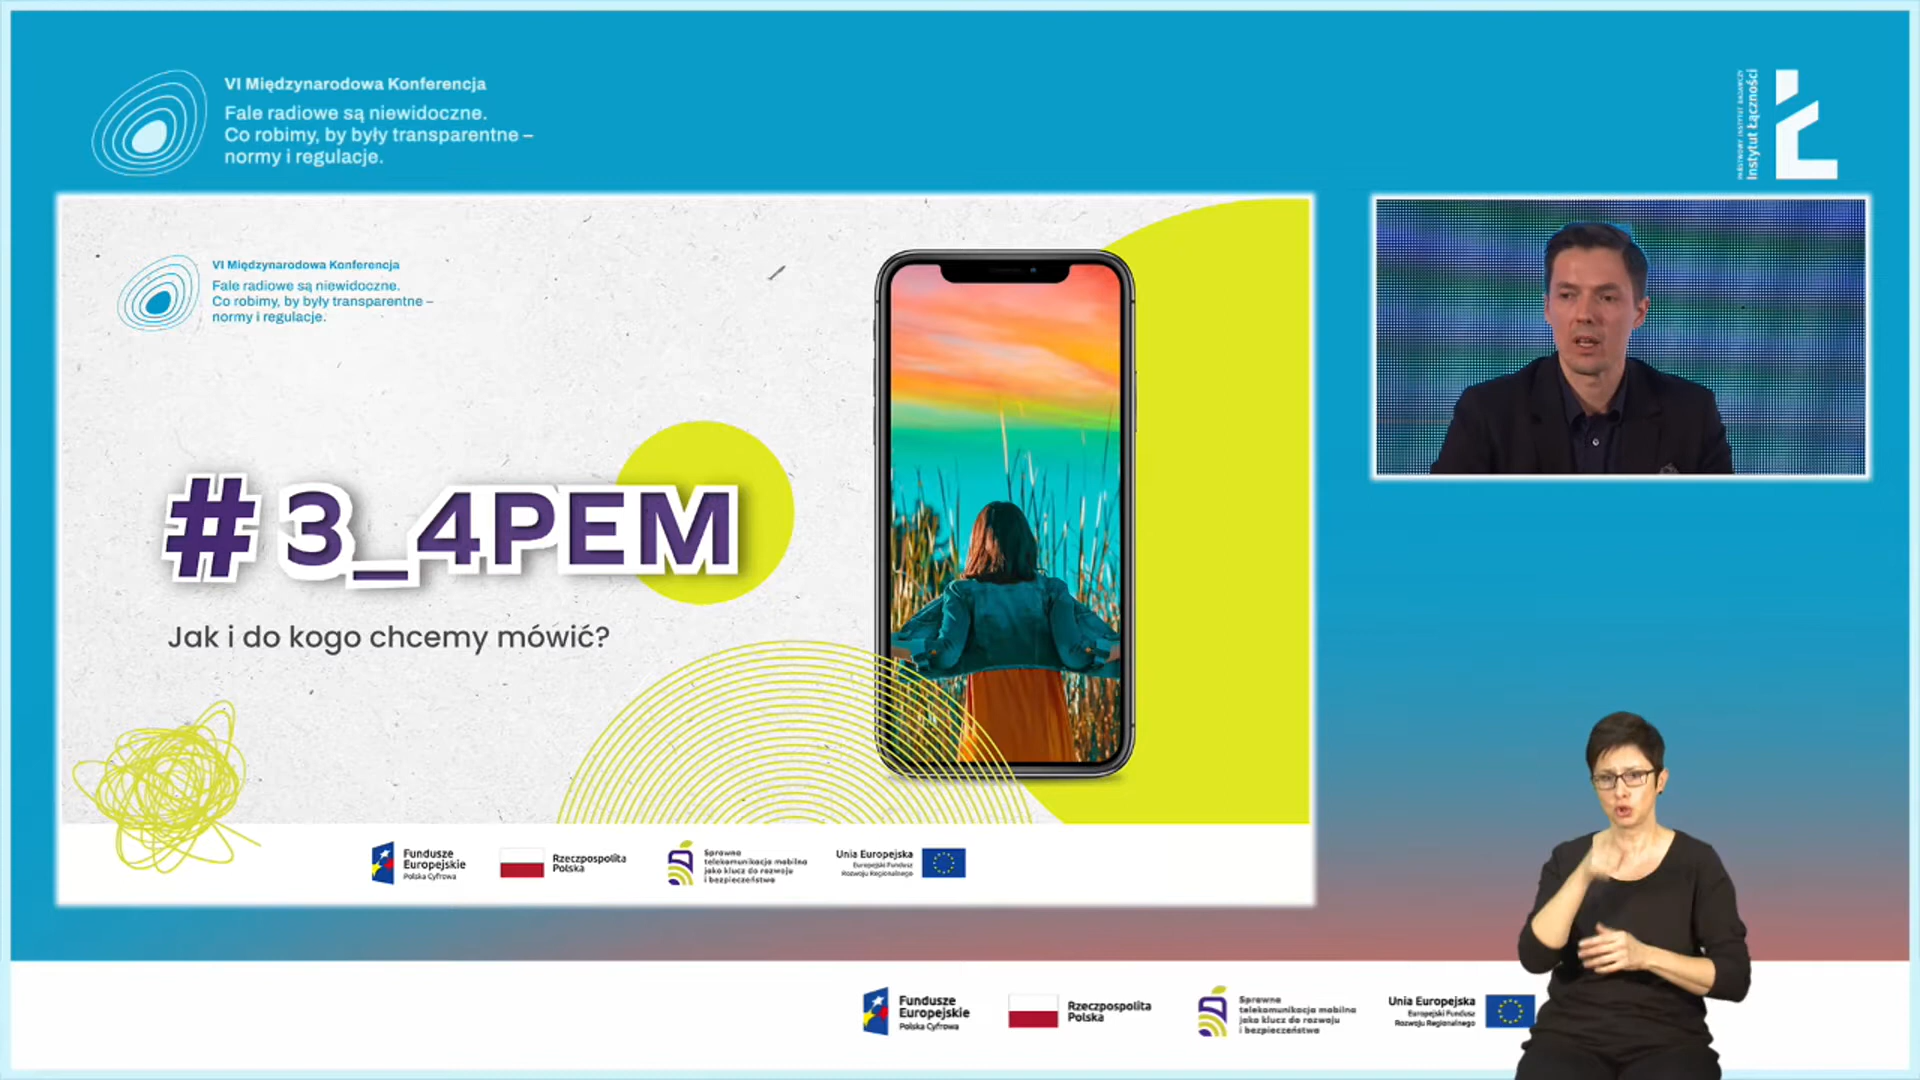 VI Międzynarodowa Konferencja
Fale radiowe są niewidoczne.
Co robimy, by były transparentne –
normy i regulacje.
PAŃSTWOWY INSTYTUT BADAWCZY
Instytut Łączności
VI Międzynarodowa Konferencja
Fale radiowe są niewidoczne.
Co robimy, by były transparentne –
normy i regulacje.
#3_4PEM
Jak i do kogo chcemy mówić?
Fundusze
Europejskie
Polska Cyfrowa
Rzeczpospolita
Polska
Sprawna
telekomunikacja mobilna
jako klucz do rozwoju
i bezpieczeństwa
Unia Europejska
Europejski Fundusz
Rozwoju Regionalnego
Fundusze
Europejskie
Polska Cyfrowa
Rzeczpospolita
Polska
Sprawna
telekomunikacja mobilna
jako klucz do rozwoju
i bezpieczeństwa
Unia Europejska
Europejski Fundusz
Rozwoju Regionalnego